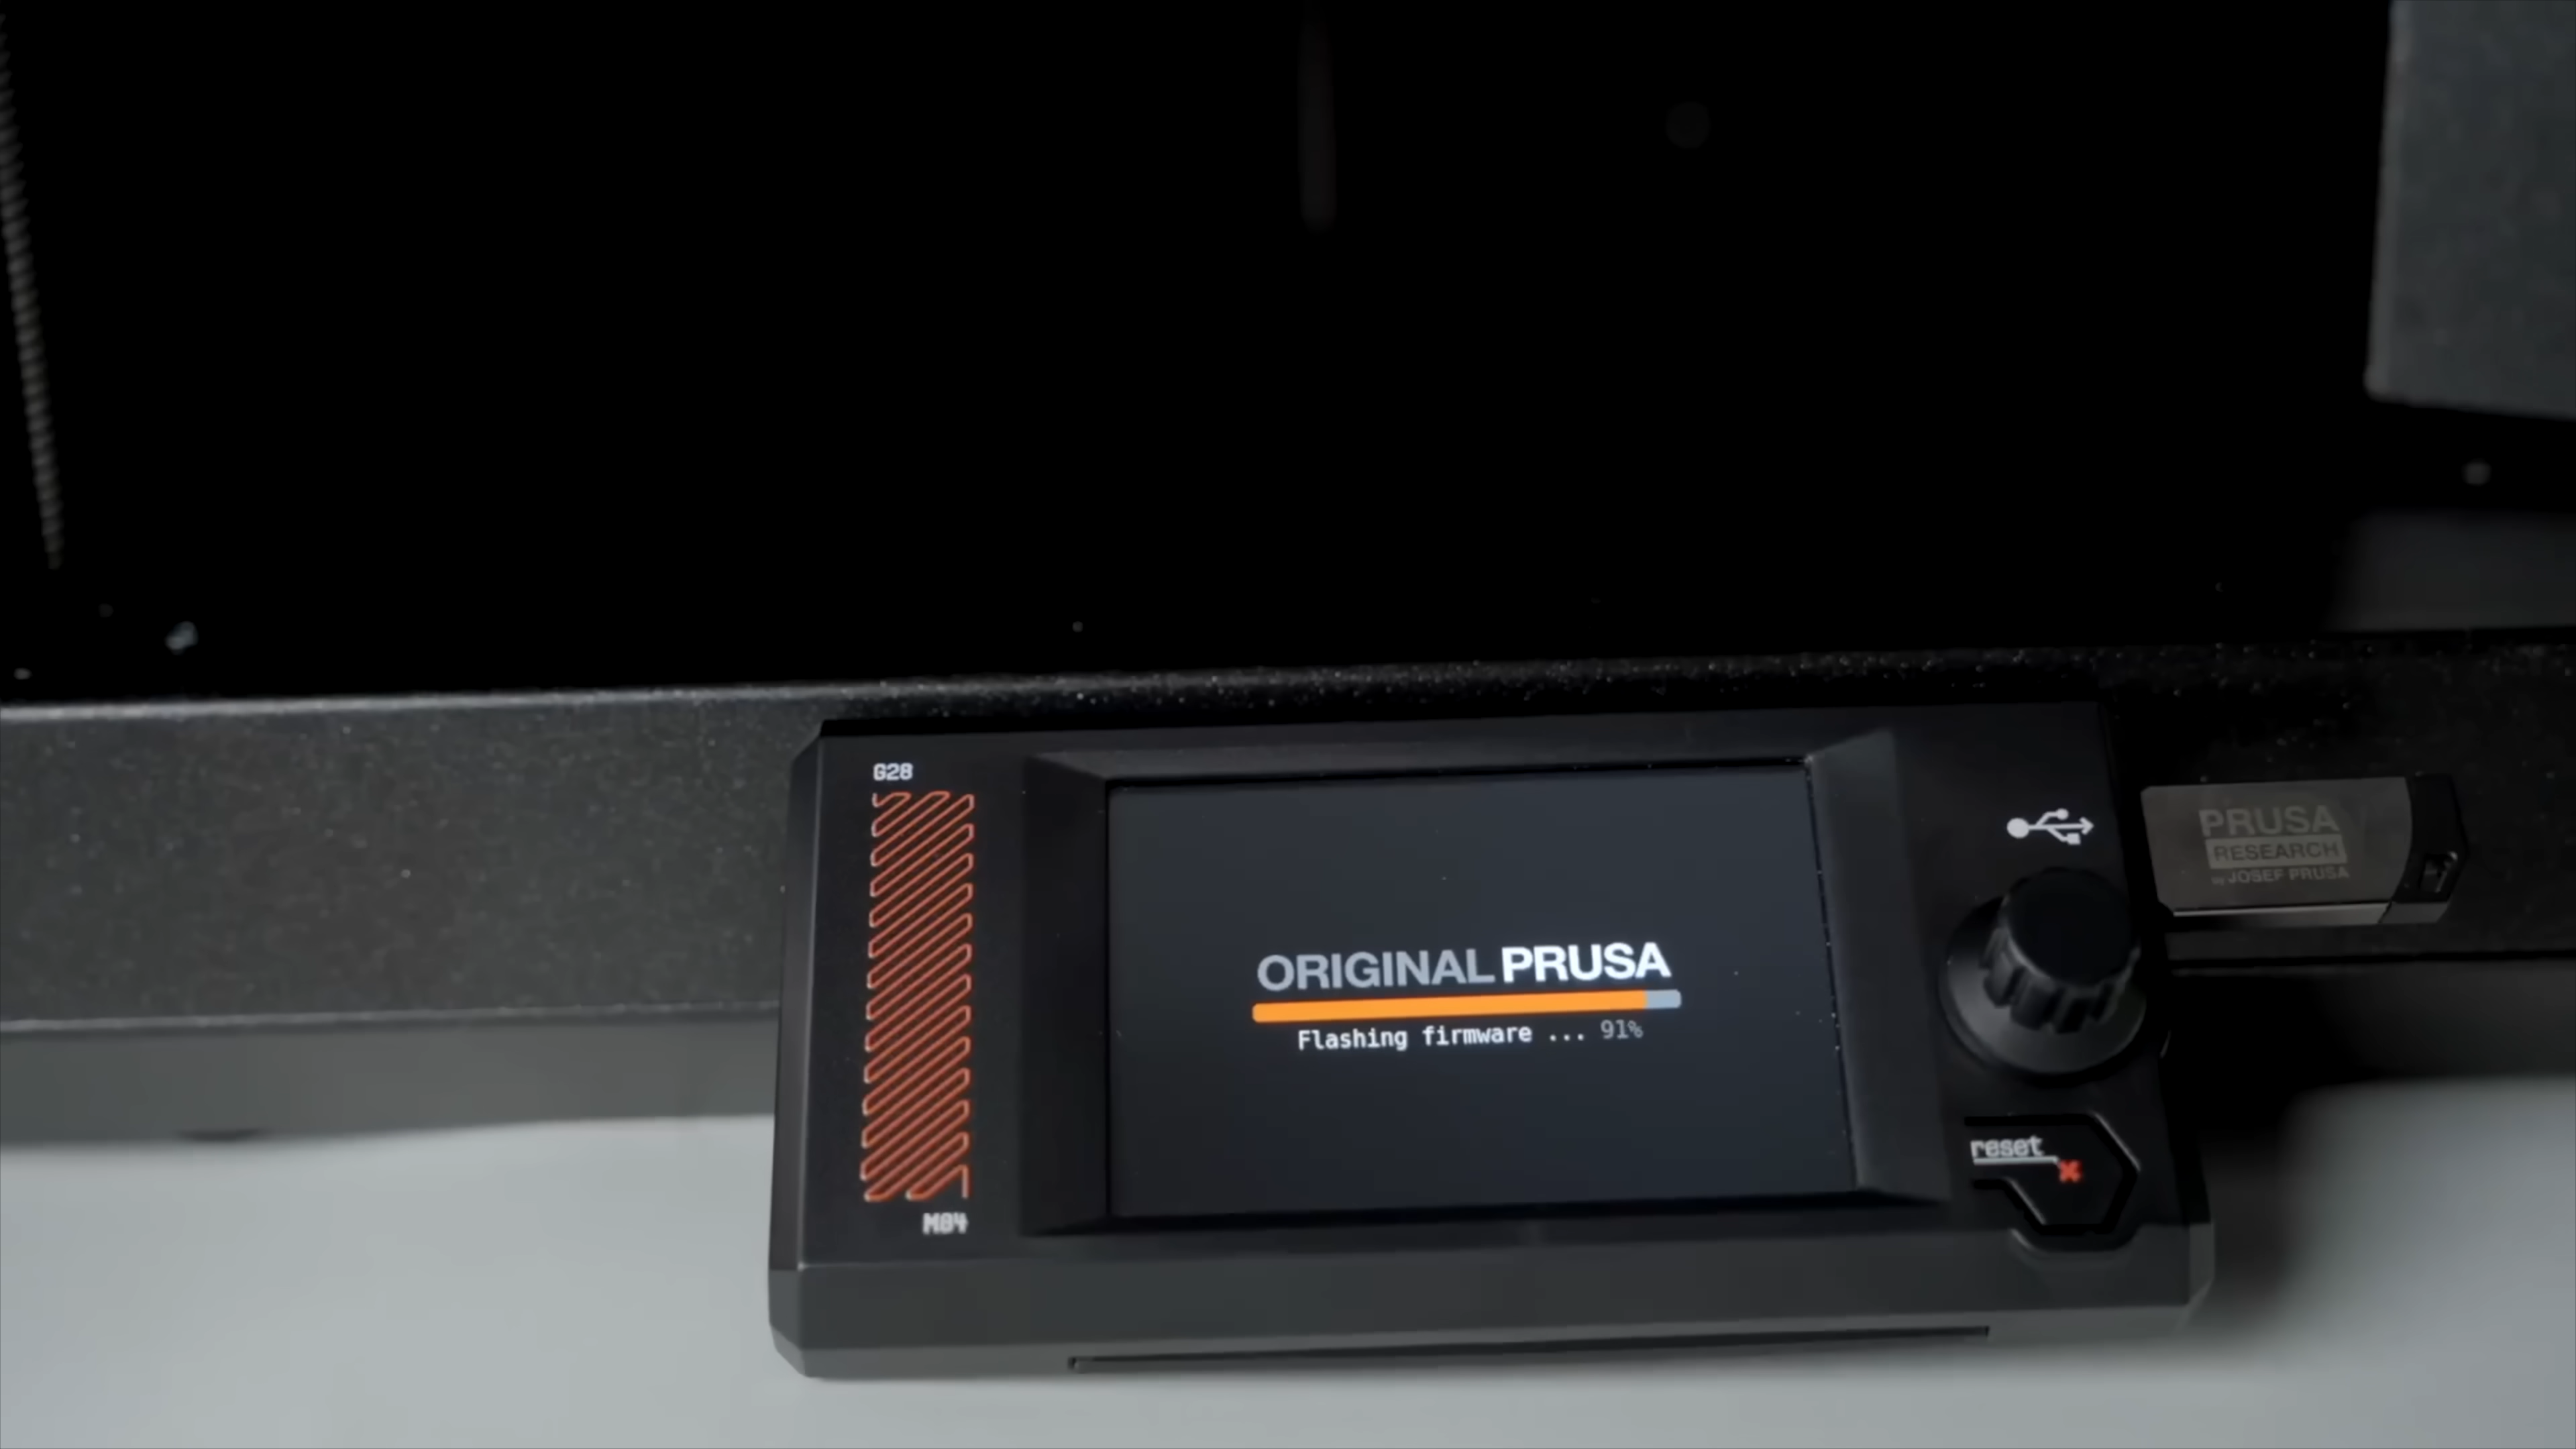 G28
ORIGINAL PRUSA
Flashing firmware ... 91%
M84
reset
PRUSA
RESEARCH
by JOSEF PRUSA